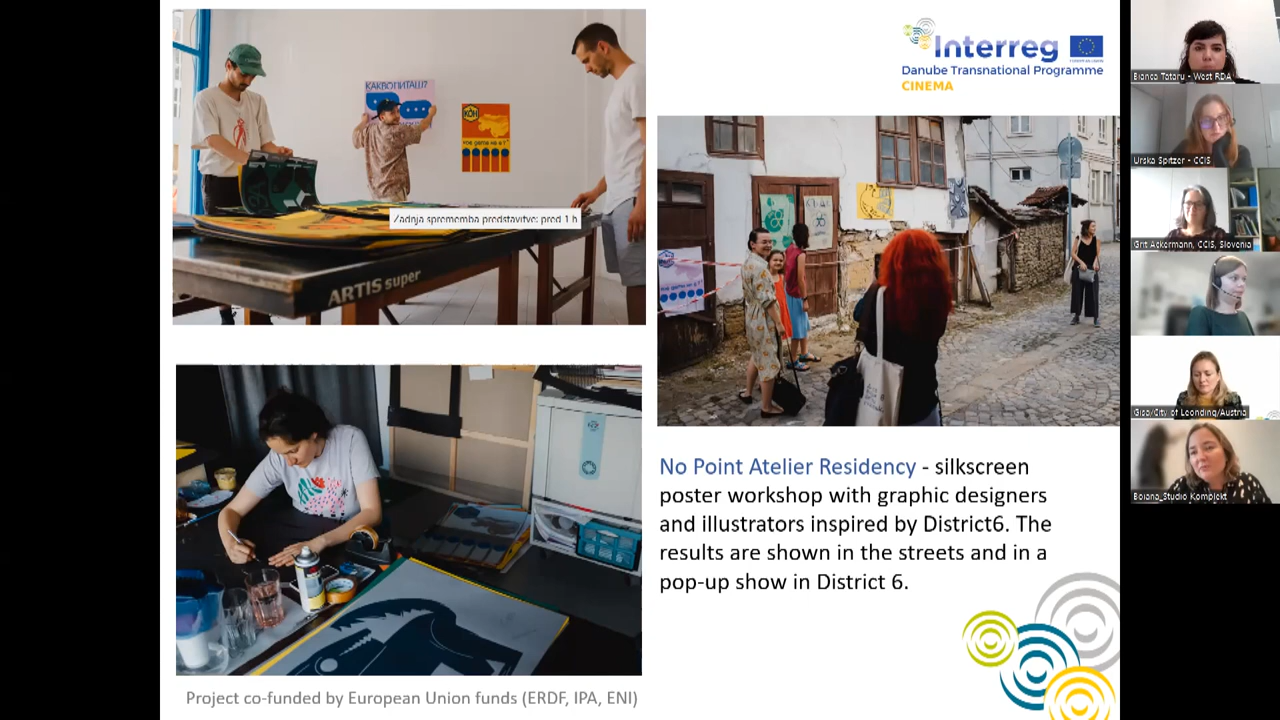 КАКВО ПИТАШ?
КОН
Zadnja sprememba predstavitve: pred 1 h
ARTIS super
Interreg
Danube Transnational Programme
CINEMA
No Point Atelier Residency - silkscreen
poster workshop with graphic designers
and illustrators inspired by District6. The
results are shown in the streets and in a
pop-up show in District 6.
Project co-funded by European Union funds (ERDF, IPA, ENI)
Bianca Tataru - West RDA
Urska Spitzer - CCIS
Grit Ackermann, CCIS, Slovenia
Gisa/City of Leonding/Austria
Boiana_Studio Komplekt